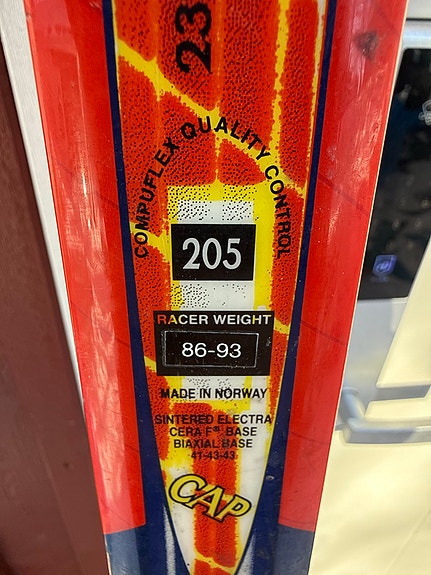 23
COMPUFLEX QUALITY CONTROL
205
RACER WEIGHT
86-93
MADE IN NORWAY
SINTERED ELECTRA
CERA F® BASE
BIAXIAL BASE
41-43-43
CAP